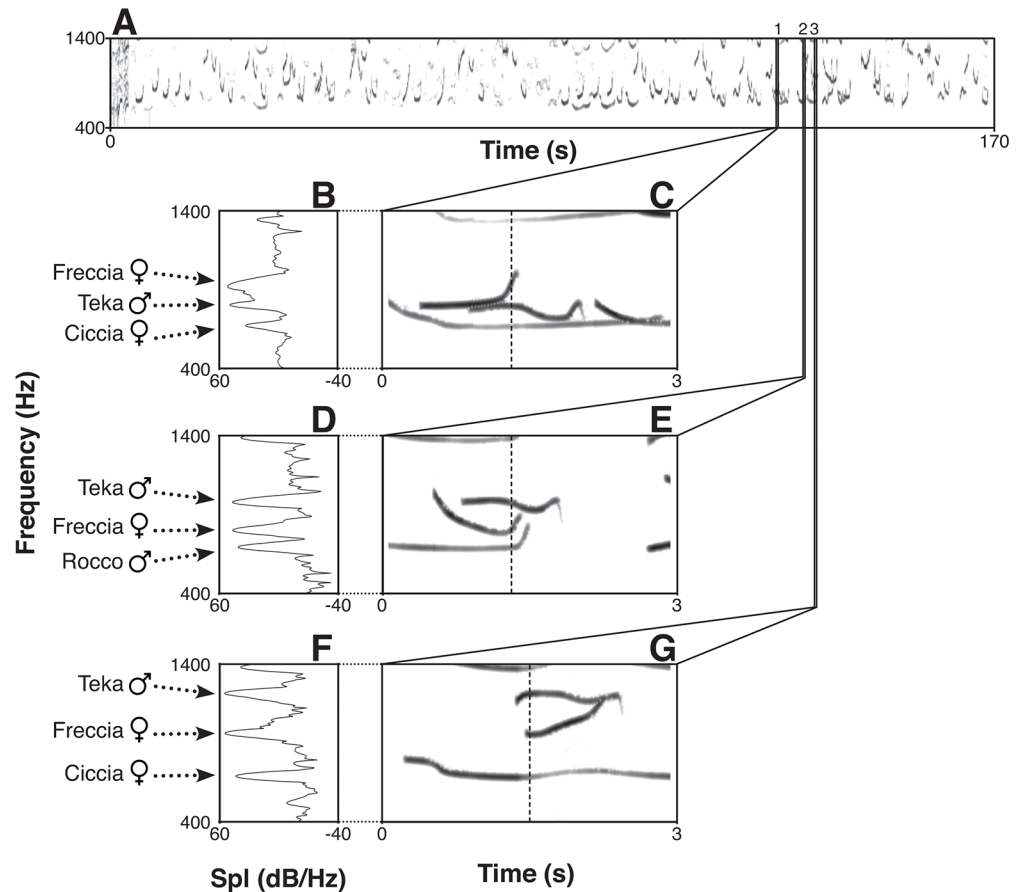 A
1 2 3
1400
400
0
170
Time (s)
B
C
1400
Freccia ♀
Teka ♂
Ciccia ♀
400
60 -40 0 3
D
E
1400
Teka ♂
Freccia ♀
Rocco ♂
400
60 -40 0 3
Frequency (Hz)
F
G
1400
Teka ♂
Freccia ♀
Ciccia ♀
400
60 -40 0 3
Spl (dB/Hz)
Time (s)